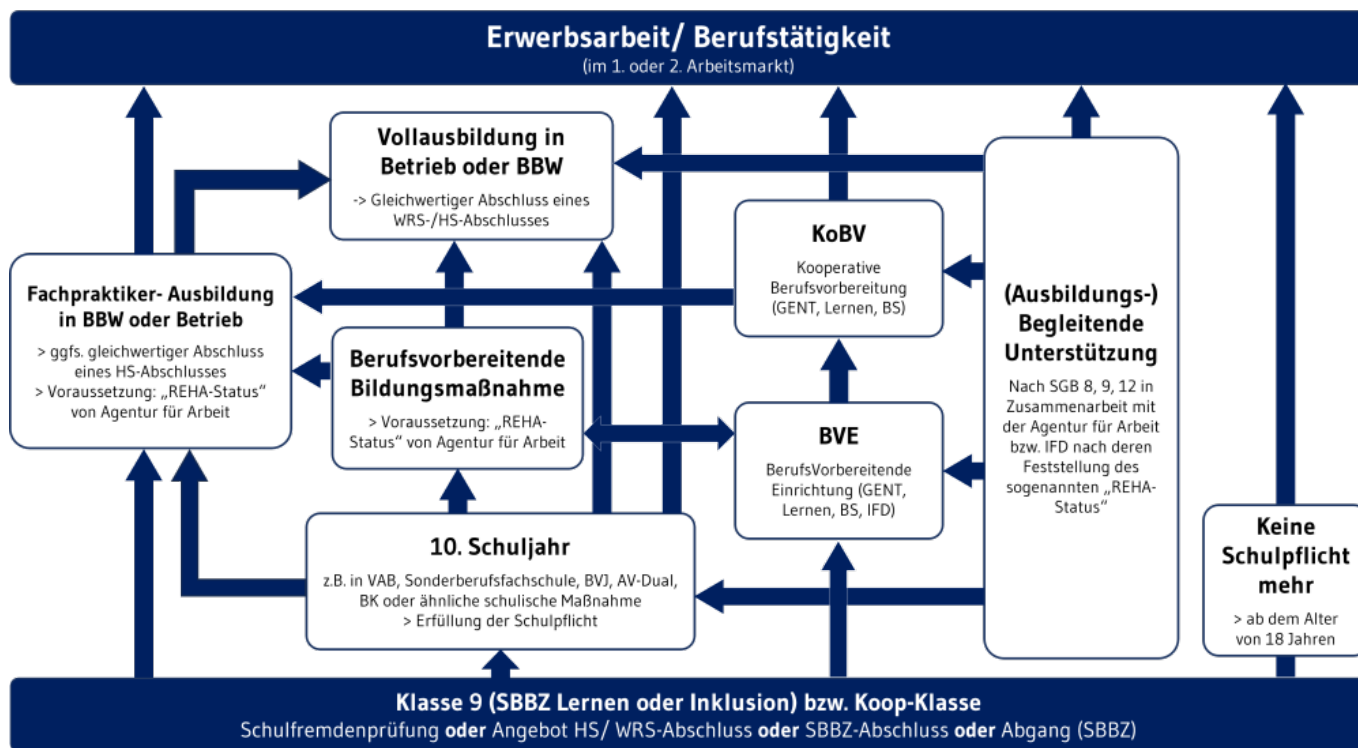 Erwerbsarbeit/ Berufstätigkeit
(im 1. oder 2. Arbeitsmarkt)
Vollausbildung in
Betrieb oder BBW
-> Gleichwertiger Abschluss eines
WRS-/HS-Abschlusses
Fachpraktiker- Ausbildung
in BBW oder Betrieb
> ggfs. gleichwertiger Abschluss
eines HS-Abschlusses
> Voraussetzung: „REHA-Status“
von Agentur für Arbeit
Berufsvorbereitende
Bildungsmaßnahme
> Voraussetzung: „REHA-
Status“ von Agentur für Arbeit
10. Schuljahr
z.B. in VAB, Sonderberufsfachschule, BVJ, AV-Dual,
BK oder ähnliche schulische Maßnahme
> Erfüllung der Schulpflicht
KoBV
Kooperative
Berufsvorbereitung
(GENT, Lernen, BS)
BVE
BerufsVorbereitende
Einrichtung (GENT,
Lernen, BS, IFD)
(Ausbildungs-)
Begleitende
Unterstützung
Nach SGB 8, 9, 12 in
Zusammenarbeit mit
der Agentur für Arbeit
bzw. IFD nach deren
Feststellung des
sogenannten „REHA-
Status“
Keine
Schulpflicht
mehr
> ab dem Alter
von 18 Jahren
Klasse 9 (SBBZ Lernen oder Inklusion) bzw. Koop-Klasse
Schulfremdenprüfung oder Angebot HS/ WRS-Abschluss oder SBBZ-Abschluss oder Abgang (SBBZ)